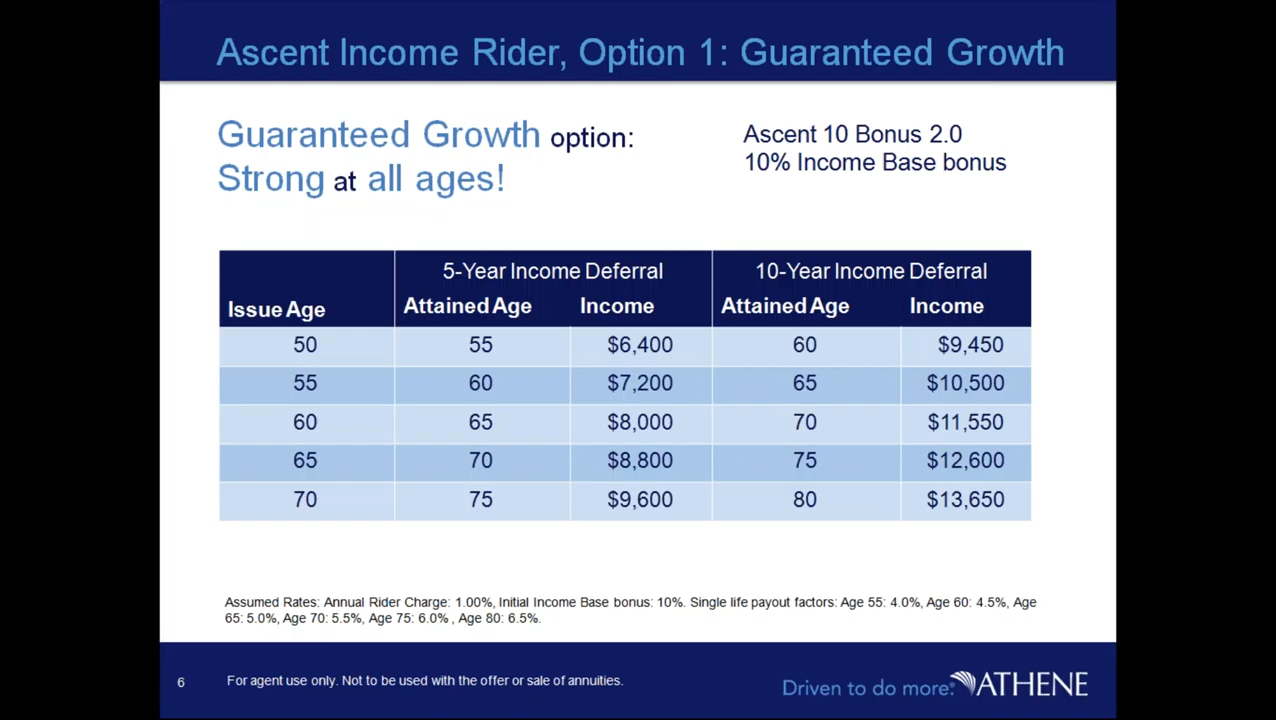 Ascent Income Rider, Option 1: Guaranteed Growth
Guaranteed Growth option:
Strong at all ages!
Ascent 10 Bonus 2.0
10% Income Base bonus
Issue Age 5-Year Income Deferral 10-Year Income Deferral
Attained Age Income Attained Age Income
50 55 $6,400 60 $9,450
55 60 $7,200 65 $10,500
60 65 $8,000 70 $11,550
65 70 $8,800 75 $12,600
70 75 $9,600 80 $13,650
Assumed Rates: Annual Rider Charge: 1.00%, Initial Income Base bonus: 10%. Single life payout factors: Age 55: 4.0%, Age 60: 4.5%, Age
65: 5.0%, Age 70: 5.5%, Age 75: 6.0% , Age 80: 6.5%.
6 For agent use only. Not to be used with the offer or sale of annuities.
Driven to do more.® ATHENE